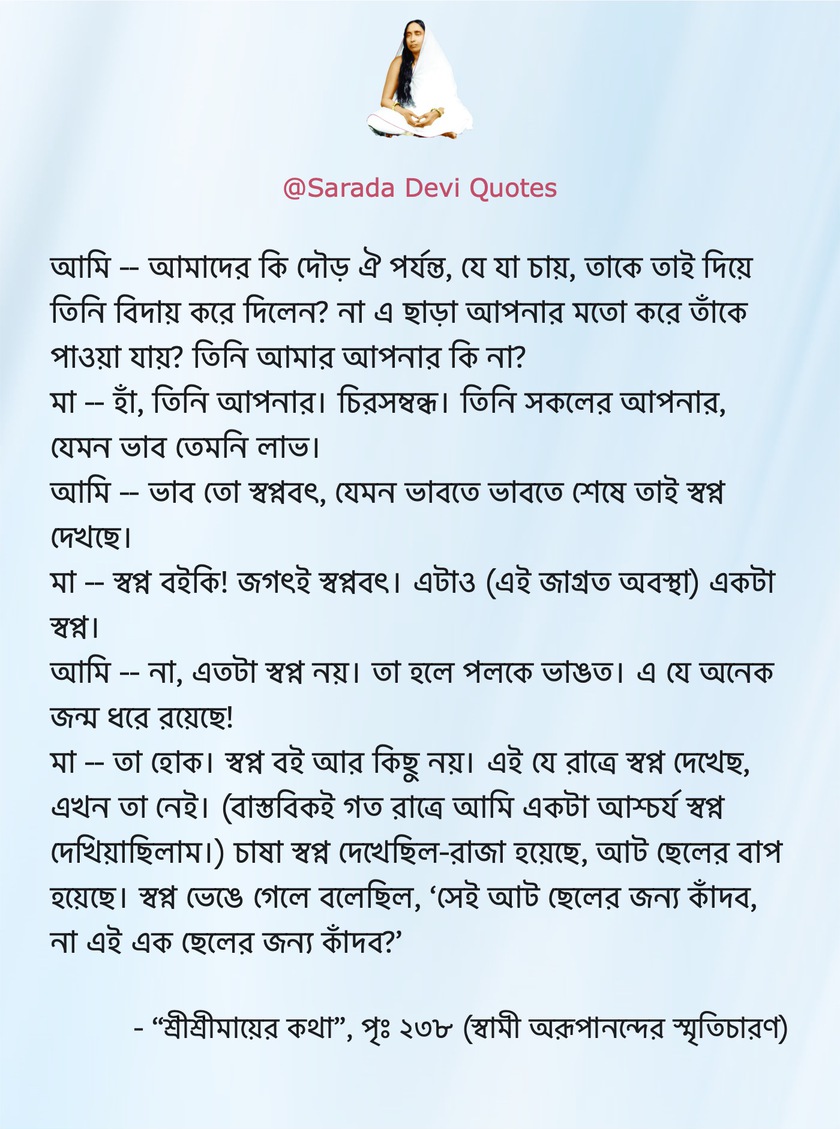 @Sarada Devi Quotes
আমি -- আমাদের কি দৌড় ঐ পর্যন্ত, যে যা চায়, তাকে তাই দিয়ে
তিনি বিদায় করে দিলেন? না এ ছাড়া আপনার মতো করে তাঁকে
পাওয়া যায়? তিনি আমার আপনার কি না?
মা -- হাঁ, তিনি আপনার। চিরসম্বন্ধ। তিনি সকলের আপনার,
যেমন ভাব তেমনি লাভ।
আমি -- ভাব তো স্বপ্নবৎ, যেমন ভাবতে ভাবতে শেষে তাই স্বপ্ন
দেখছে।
মা -- স্বপ্ন বইকি! জগৎই স্বপ্নবৎ। এটাও (এই জাগ্রত অবস্থা) একটা
স্বপ্ন।
আমি -- না, এতটা স্বপ্ন নয়। তা হলে পলকে ভাঙত। এ যে অনেক
জন্ম ধরে রয়েছে!
মা -- তা হোক। স্বপ্ন বই আর কিছু নয়। এই যে রাত্রে স্বপ্ন দেখেছ,
এখন তা নেই। (বাস্তবিকই গত রাত্রে আমি একটা আশ্চর্য স্বপ্ন
দেখিয়াছিলাম।) চাষা স্বপ্ন দেখেছিল-রাজা হয়েছে, আট ছেলের বাপ
হয়েছে। স্বপ্ন ভেঙে গেলে বলেছিল, ‘সেই আট ছেলের জন্য কাঁদব,
না এই এক ছেলের জন্য কাঁদব?’
- “শ্রীশ্রীমায়ের কথা”, পৃঃ ২৩৮ (স্বামী অরূপানন্দের স্মৃতিচারণ)